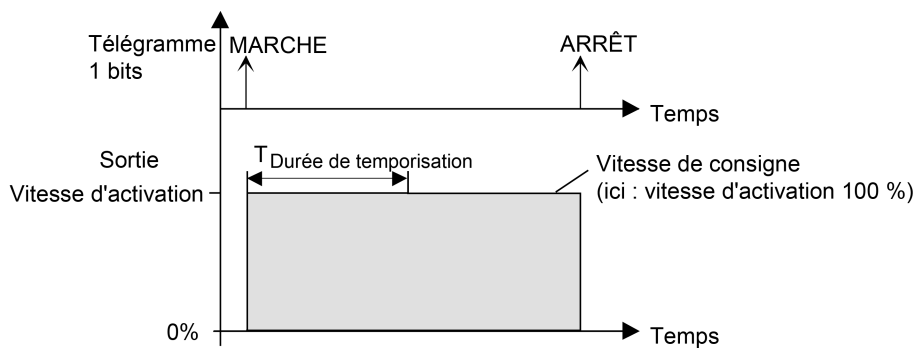 Télégramme
1 bits
MARCHE
ARRÊT
Temps
Sortie
Vitesse d'activation
T Durée de temporisation
Vitesse de consigne
(ici : vitesse d'activation 100 %)
0%
Temps